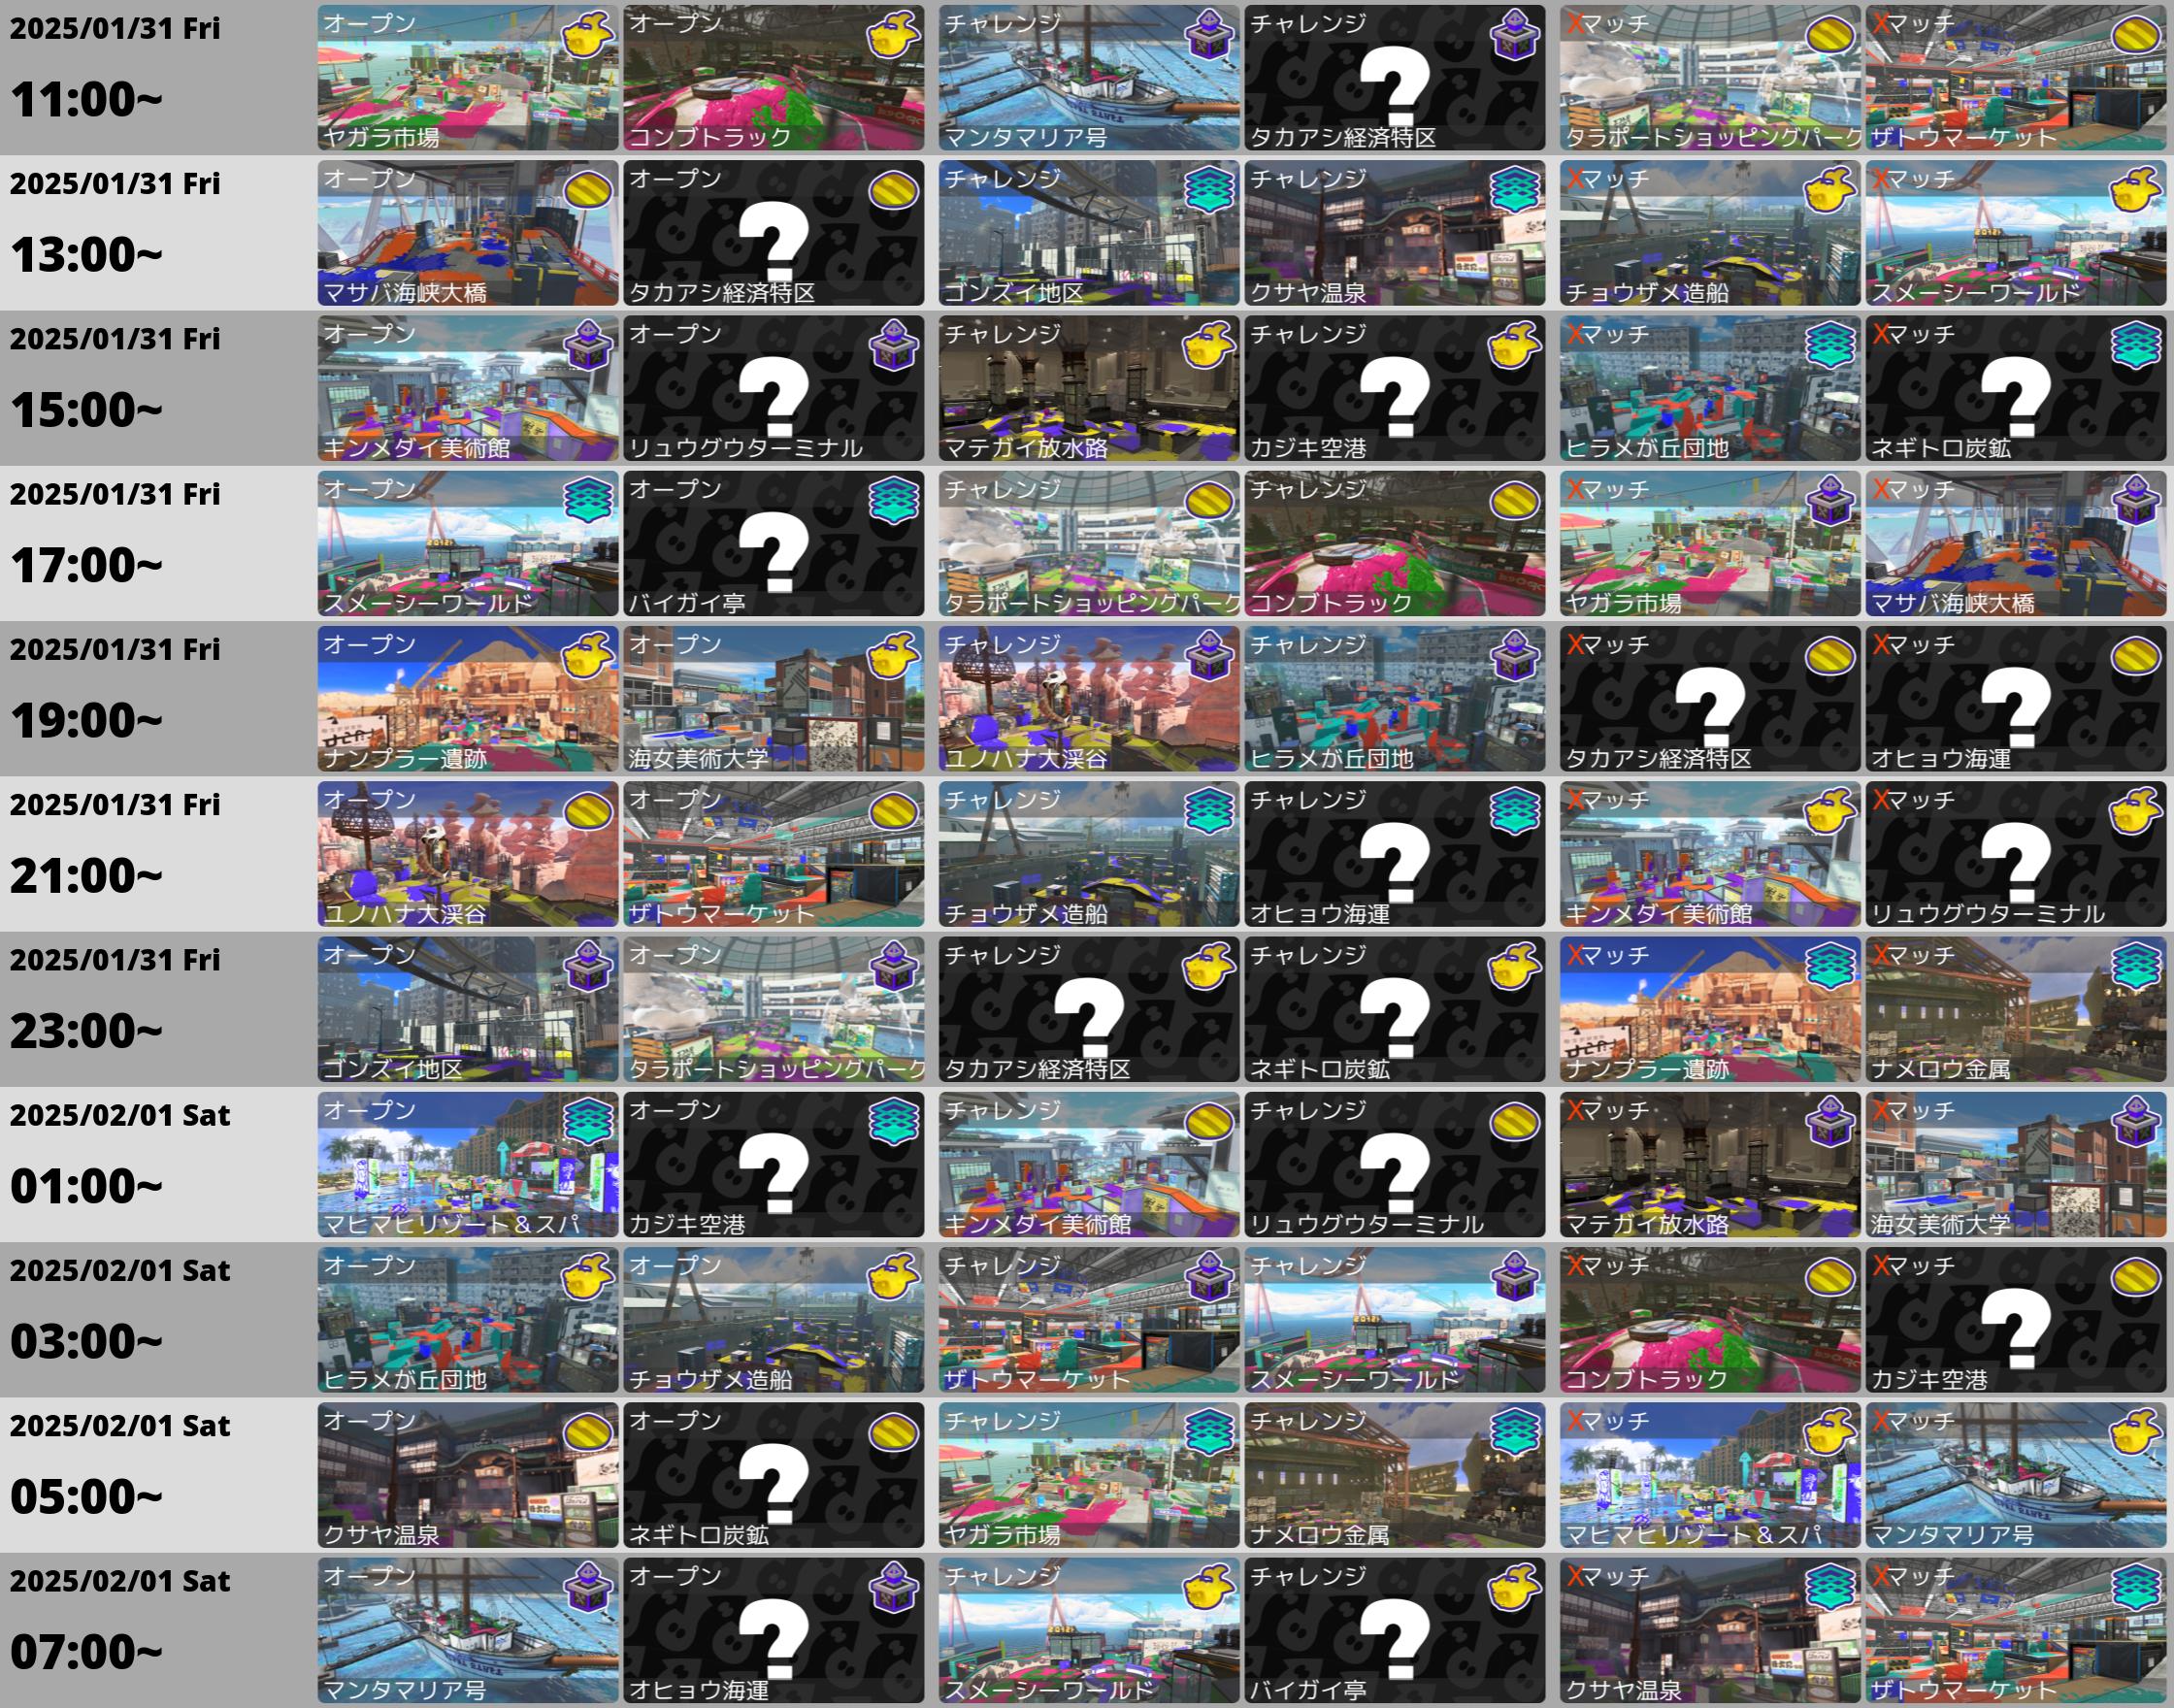 2025/01/31 Fri
11:00~
オープン
ヤガラ市場
オープン
コンブトラック
チャレンジ
マンタマリア号
チャレンジ
?
タカアシ経済特区
Xマッチ
タラポートショッピングパーク
Xマッチ
ザトウマーケット
2025/01/31 Fri
13:00~
オープン
マサバ海峡大橋
オープン
?
タカアシ経済特区
チャレンジ
ゴンズイ地区
チャレンジ
クサヤ温泉
Xマッチ
チョウザメ造船
Xマッチ
スメーシーワールド
2025/01/31 Fri
15:00~
オープン
キンメダイ美術館
オープン
?
リュウグウターミナル
チャレンジ
マテガイ放水路
チャレンジ
?
カジキ空港
Xマッチ
ヒラメが丘団地
Xマッチ
?
ネギトロ炭鉱
2025/01/31 Fri
17:00~
オープン
スメーシーワールド
オープン
?
バイガイ亭
チャレンジ
タラポートショッピングパーク
チャレンジ
コンブトラック
Xマッチ
ヤガラ市場
Xマッチ
マサバ海峡大橋
2025/01/31 Fri
19:00~
オープン
ナンプラー遺跡
オープン
海女美術大学
チャレンジ
ユノハナ大渓谷
チャレンジ
ヒラメが丘団地
Xマッチ
?
タカアシ経済特区
Xマッチ
?
オヒョウ海運
2025/01/31 Fri
21:00~
オープン
ユノハナ大渓谷
オープン
ザトウマーケット
チャレンジ
チョウザメ造船
チャレンジ
?
オヒョウ海運
Xマッチ
キンメダイ美術館
Xマッチ
?
リュウグウターミナル
2025/01/31 Fri
23:00~
オープン
ゴンズイ地区
オープン
タラポートショッピングパーク
チャレンジ
?
タカアシ経済特区
チャレンジ
?
ネギトロ炭鉱
Xマッチ
ナンプラー遺跡
Xマッチ
ナメロウ金属
2025/02/01 Sat
01:00~
オープン
マヒマヒリゾート＆スパ
オープン
?
カジキ空港
チャレンジ
キンメダイ美術館
チャレンジ
?
リュウグウターミナル
Xマッチ
マテガイ放水路
Xマッチ
海女美術大学
2025/02/01 Sat
03:00~
オープン
ヒラメが丘団地
オープン
チョウザメ造船
チャレンジ
ザトウマーケット
チャレンジ
スメーシーワールド
Xマッチ
コンブトラック
Xマッチ
?
カジキ空港
2025/02/01 Sat
05:00~
オープン
クサヤ温泉
オープン
?
ネギトロ炭鉱
チャレンジ
ヤガラ市場
チャレンジ
ナメロウ金属
Xマッチ
マヒマヒリゾート＆スパ
Xマッチ
マンタマリア号
2025/02/01 Sat
07:00~
オープン
マンタマリア号
オープン
?
オヒョウ海運
チャレンジ
スメーシーワールド
チャレンジ
?
バイガイ亭
Xマッチ
クサヤ温泉
Xマッチ
ザトウマーケット